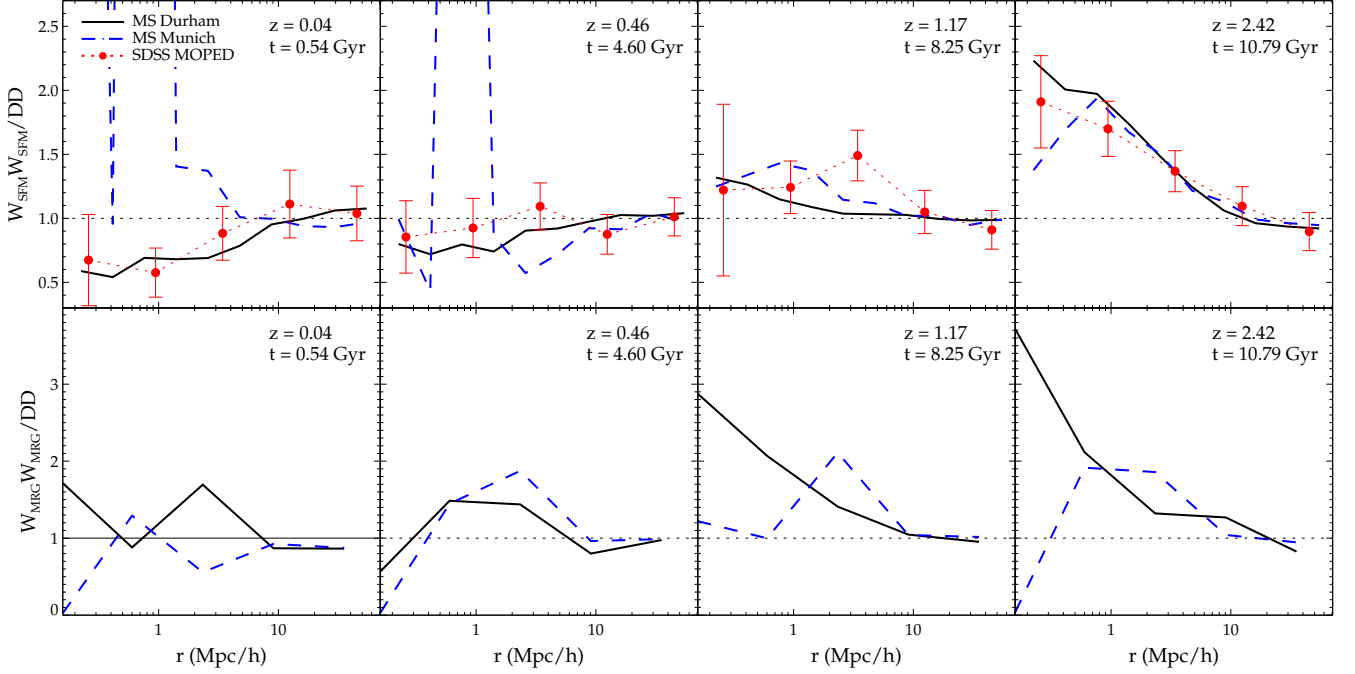 MS Durham
MS Munich
SDSS MOPED
z = 0.04
t = 0.54 Gyr
z = 0.46
t = 4.60 Gyr
z = 1.17
t = 8.25 Gyr
z = 2.42
t = 10.79 Gyr
W_SFM W_SFM / DD
2.5
2.0
1.5
1.0
0.5
z = 0.04
t = 0.54 Gyr
z = 0.46
t = 4.60 Gyr
z = 1.17
t = 8.25 Gyr
z = 2.42
t = 10.79 Gyr
W_MRG W_MRG / DD
3
2
1
0
1 10 1 10 1 10 1 10
r (Mpc/h) r (Mpc/h) r (Mpc/h) r (Mpc/h)